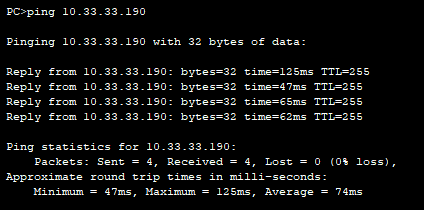 PC>ping 10.33.33.190
Pinging 10.33.33.190 with 32 bytes of data:
Reply from 10.33.33.190: bytes=32 time=125ms TTL=255
Reply from 10.33.33.190: bytes=32 time=47ms TTL=255
Reply from 10.33.33.190: bytes=32 time=65ms TTL=255
Reply from 10.33.33.190: bytes=32 time=62ms TTL=255
Ping statistics for 10.33.33.190:
    Packets: Sent = 4, Received = 4, Lost = 0 (0% loss),
Approximate round trip times in milli-seconds:
    Minimum = 47ms, Maximum = 125ms, Average = 74ms